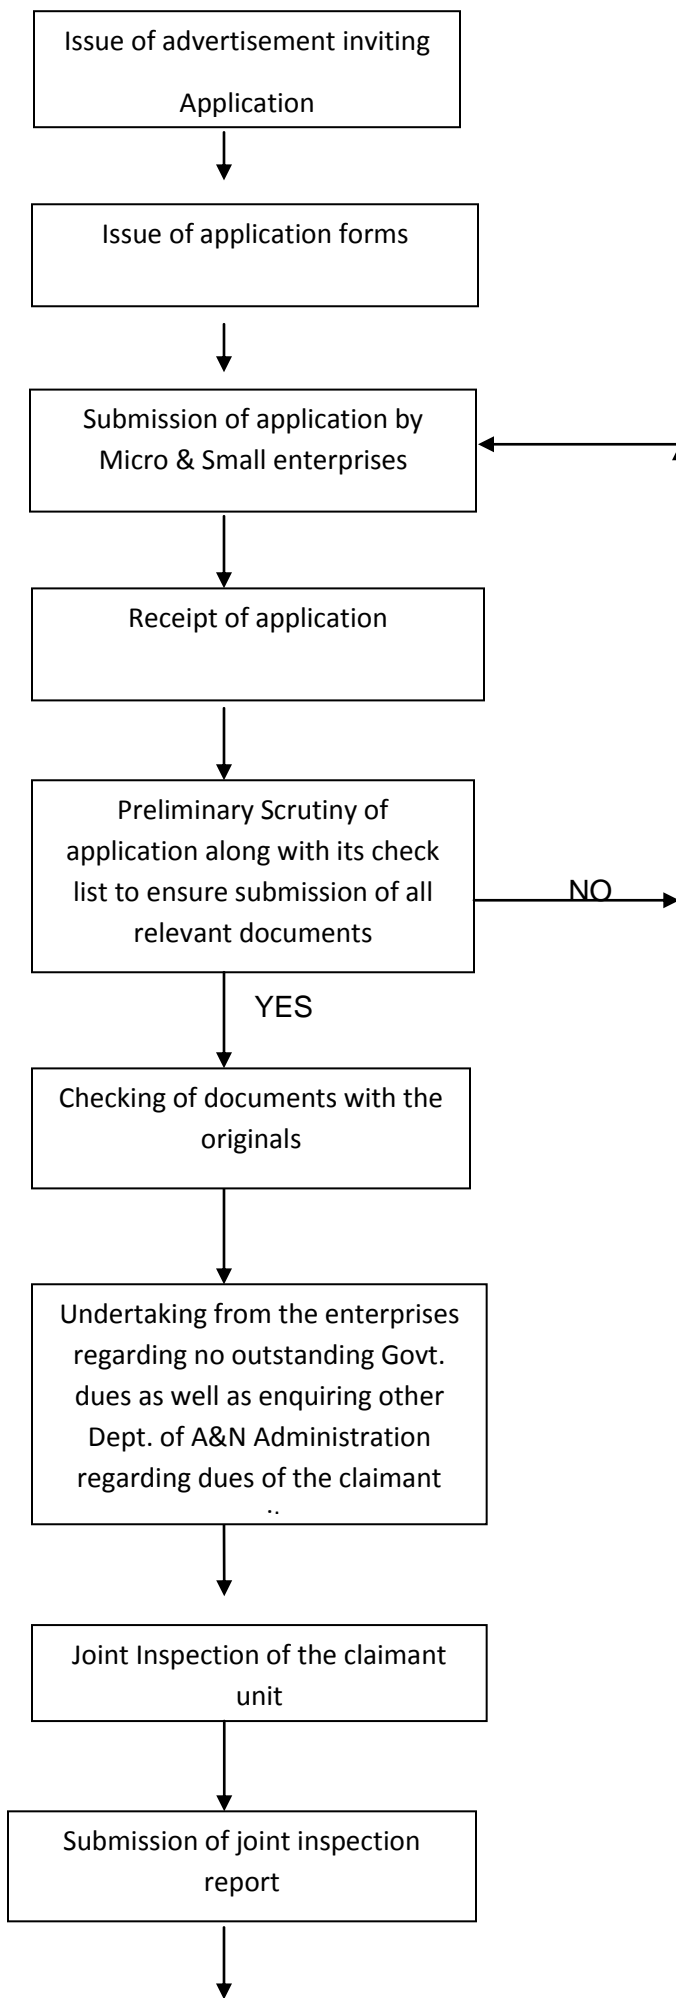 Issue of advertisement inviting
Application
Issue of application forms
Submission of application by
Micro & Small enterprises
Receipt of application
Preliminary Scrutiny of
application along with its check
list to ensure submission of all
relevant documents
NO
YES
Checking of documents with the
originals
Undertaking from the enterprises
regarding no outstanding Govt.
dues as well as enquiring other
Dept. of A&N Administration
regarding dues of the claimant
Joint Inspection of the claimant
unit
Submission of joint inspection
report